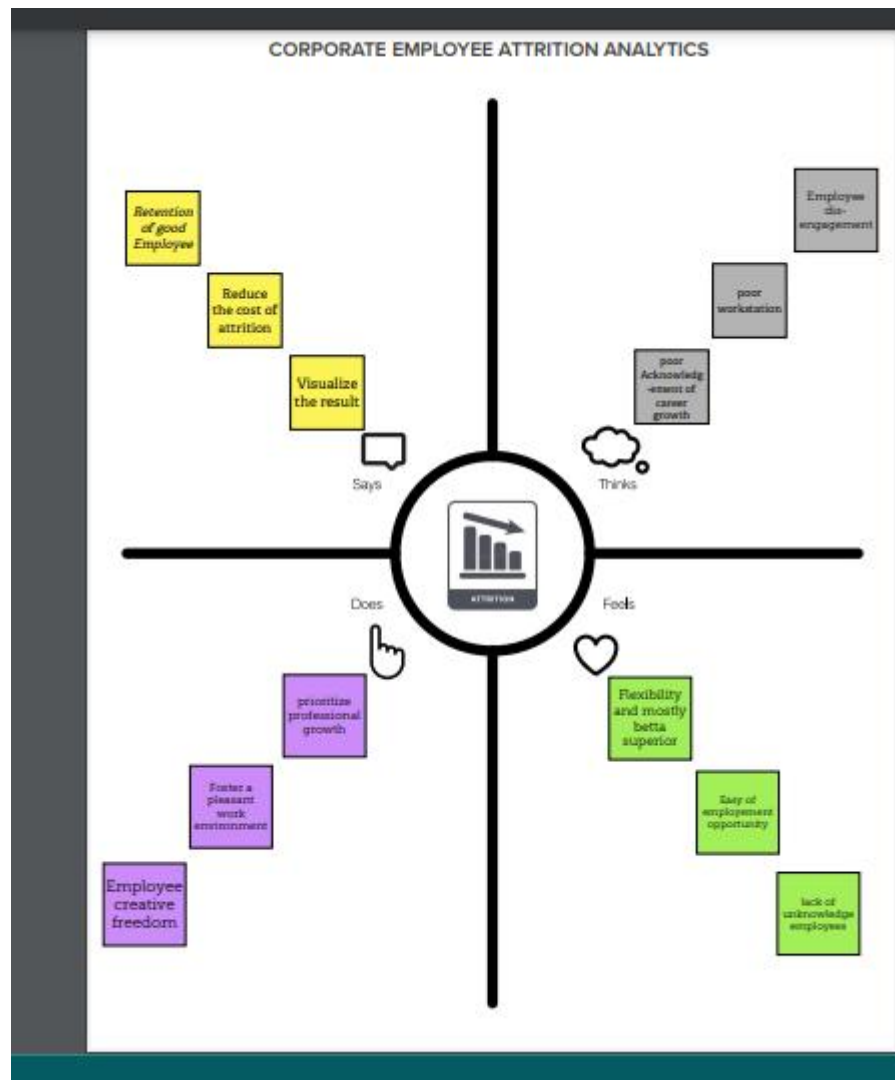 CORPORATE EMPLOYEE ATTRITION ANALYTICS
Retention
of good
Employee
Reduce
the cost of
attrition
Visualize
the result
Says
Employee
dis-
engagement
poor
workstation
poor
Acknowledg
-ement of
career
growth
Thinks
ATTRITION
Does
prioritize
professional
growth
Foster a
pleasant
work
environment
Employee
creative
freedom
Feels
Flexibility
and mostly
betta
superior
Easy of
employement
opportunity
lack of
unknowledge
employees